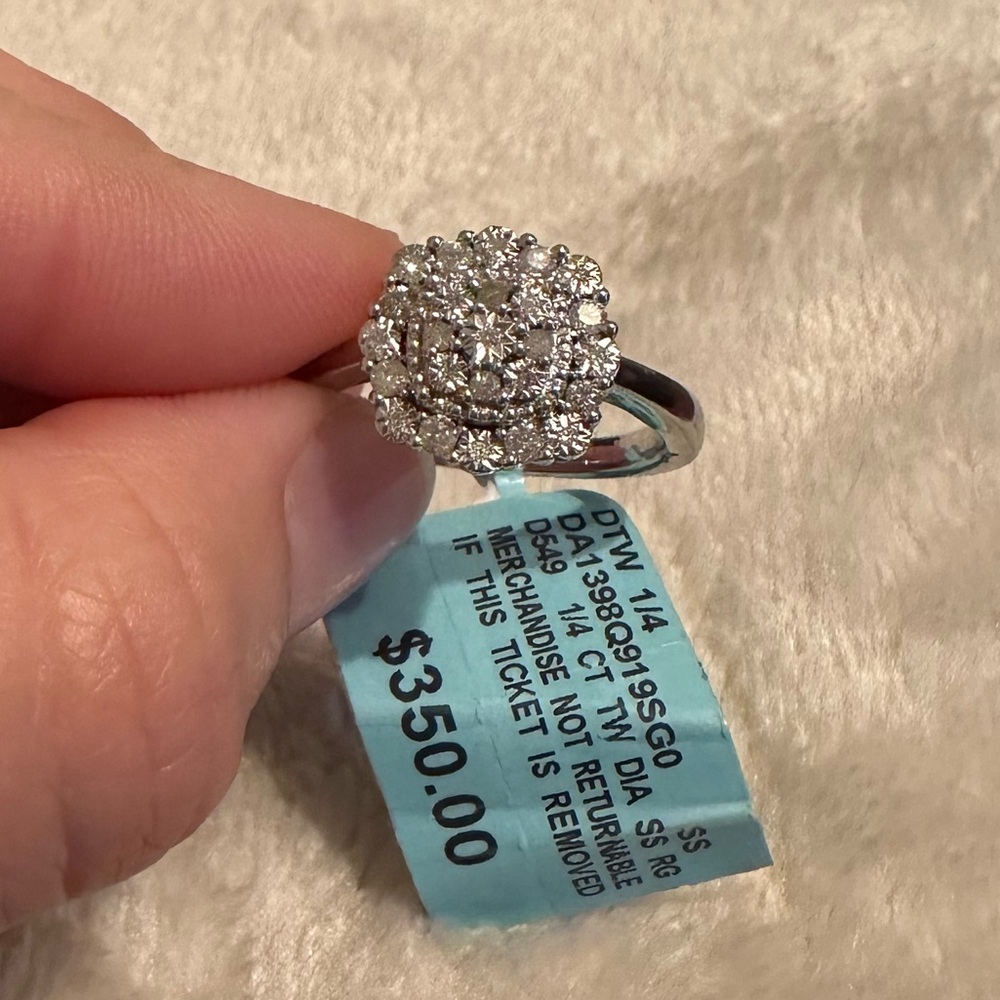 DTW 1/4 SS
DA1398Q919SG0
D549 1/4 CT TW DIA SS RG
MERCHANDISE NOT RETURNABLE
IF THIS TICKET IS REMOVED
$350.00